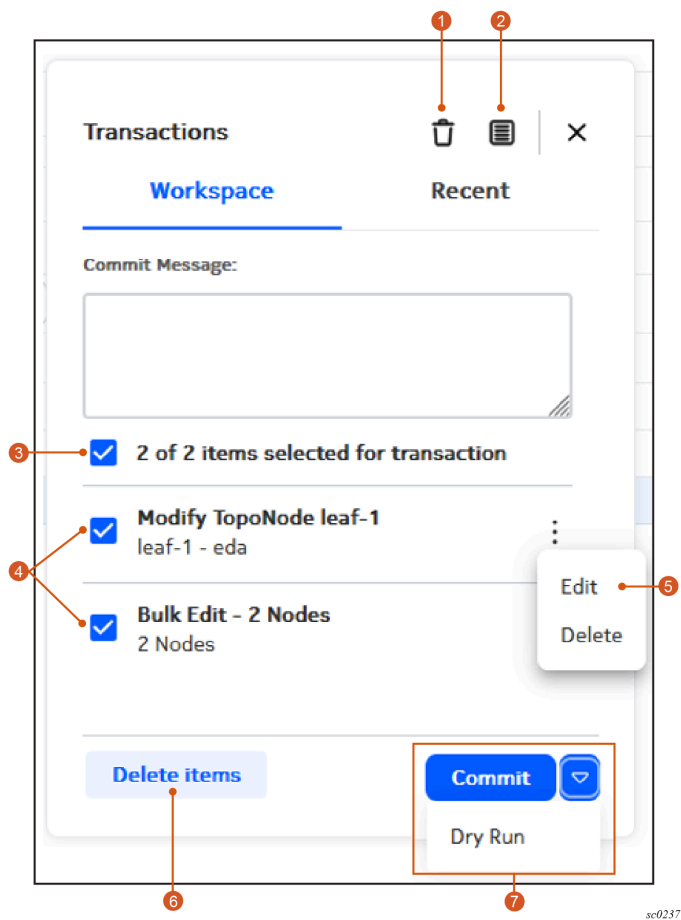 1 2
Transactions
Workspace Recent
Commit Message:
3 2 of 2 items selected for transaction
Modify TopoNode leaf-1
leaf-1 - eda
4
Edit 5
Bulk Edit - 2 Nodes
Delete
2 Nodes
Delete items Commit
Dry Run
6 7
sc0237